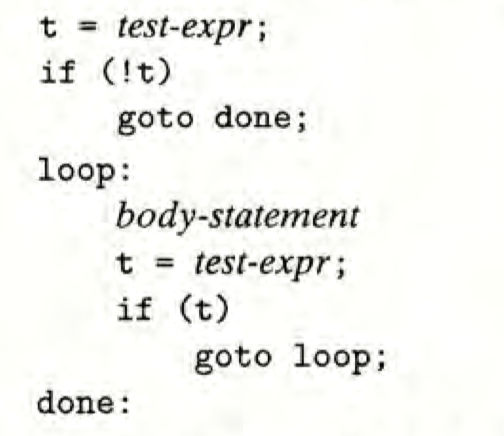 t = test-expr;
if (!t)
goto done;
loop:
body-statement
t = test-expr;
if (t)
goto loop;
done: